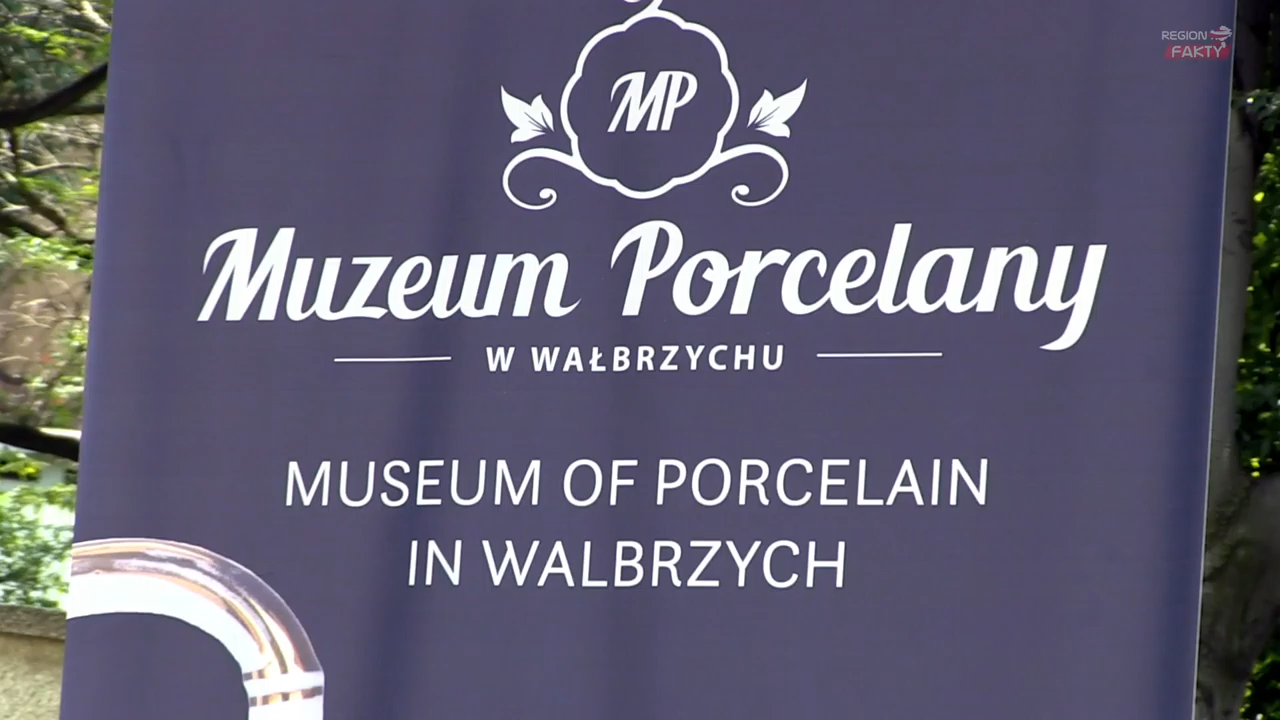 REGION
FAKTY
MP
Muzeum Porcelany
W WAŁBRZYCHU
MUSEUM OF PORCELAIN
IN WALBRZYCH